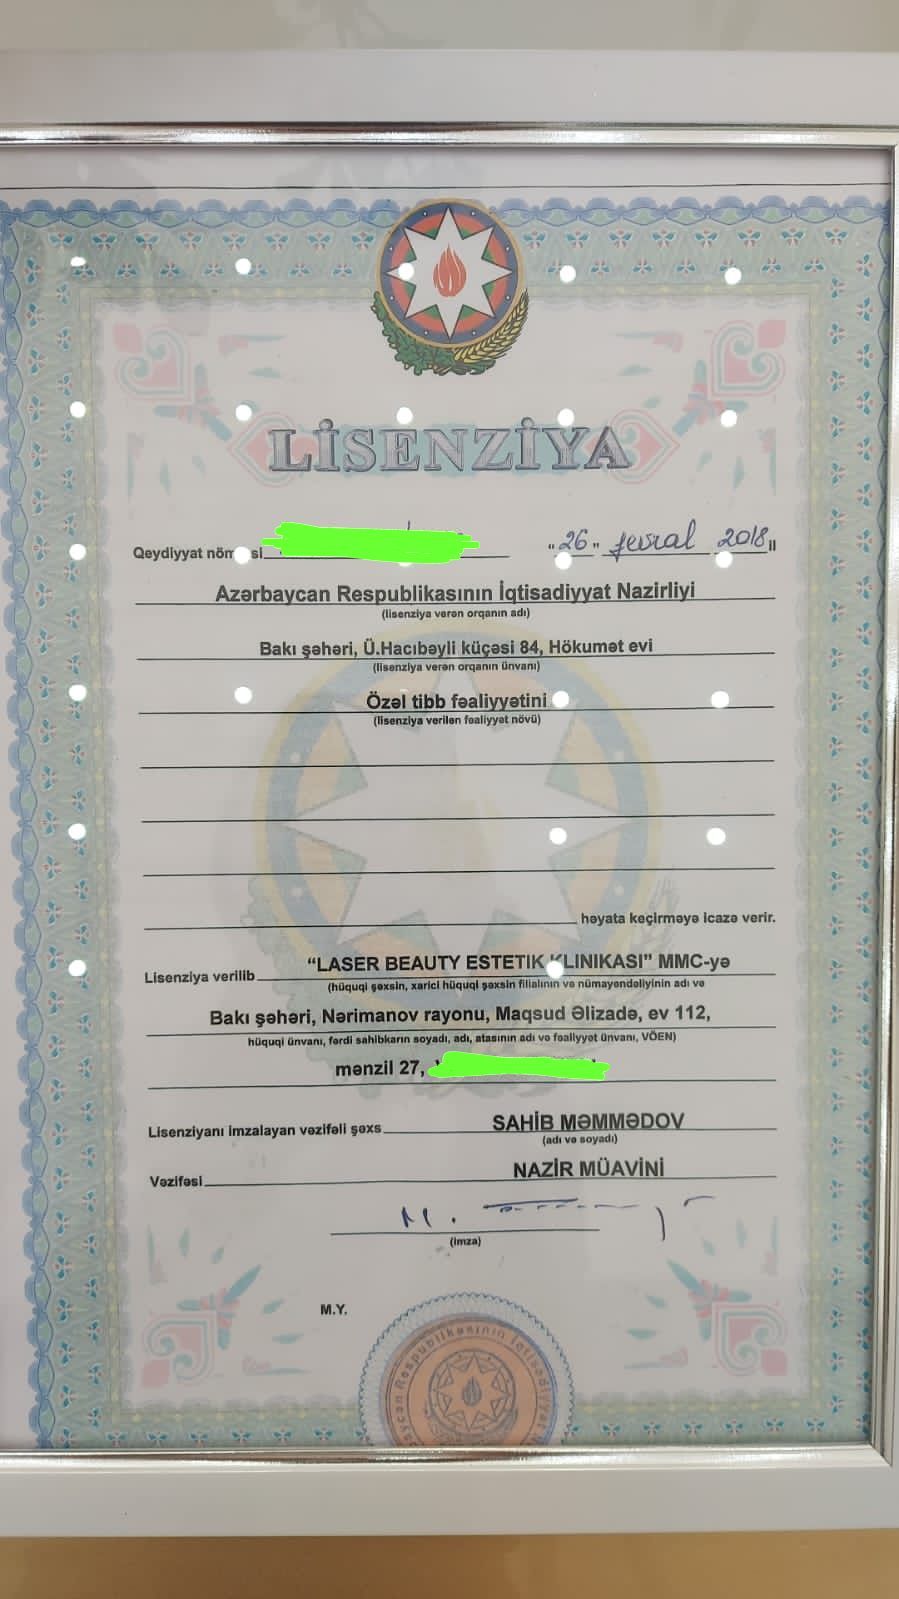 LİSENZİYA
Qeydiyyat nömrəsi "26" fevral 2018
Azərbaycan Respublikasının İqtisadiyyat Nazirliyi
(lisenziya verən orqanın adı)
Bakı şəhəri, Ü.Hacıbəyli küçəsi 84, Hökumət evi
(lisenziya verən orqanın ünvanı)
Özəl tibb fəaliyyətini
(lisenziya verilən fəaliyyət növü)
həyata keçirməyə icazə verir.
Lisenziya verilib "LASER BEAUTY ESTETIK KLINIKASI" MMC-yə
(hüquqi şəxsin, xarici hüquqi şəxsin filialının və nümayəndəliyinin adı və
Bakı şəhəri, Nərimanov rayonu, Maqsud Əlizadə, ev 112,
hüquqi ünvanı, fərdi sahibkarın soyadı, adı, atasının adı və fəaliyyət ünvanı, VÖEN)
mənzil 27,
Lisenziyanı imzalayan vəzifəli şəxs SAHİB MƏMMƏDOV
(adı və soyadı)
Vəzifəsi NAZİR MÜAVİNİ
(imza)
M.Y.
Respublikasının İqtisadiyyat